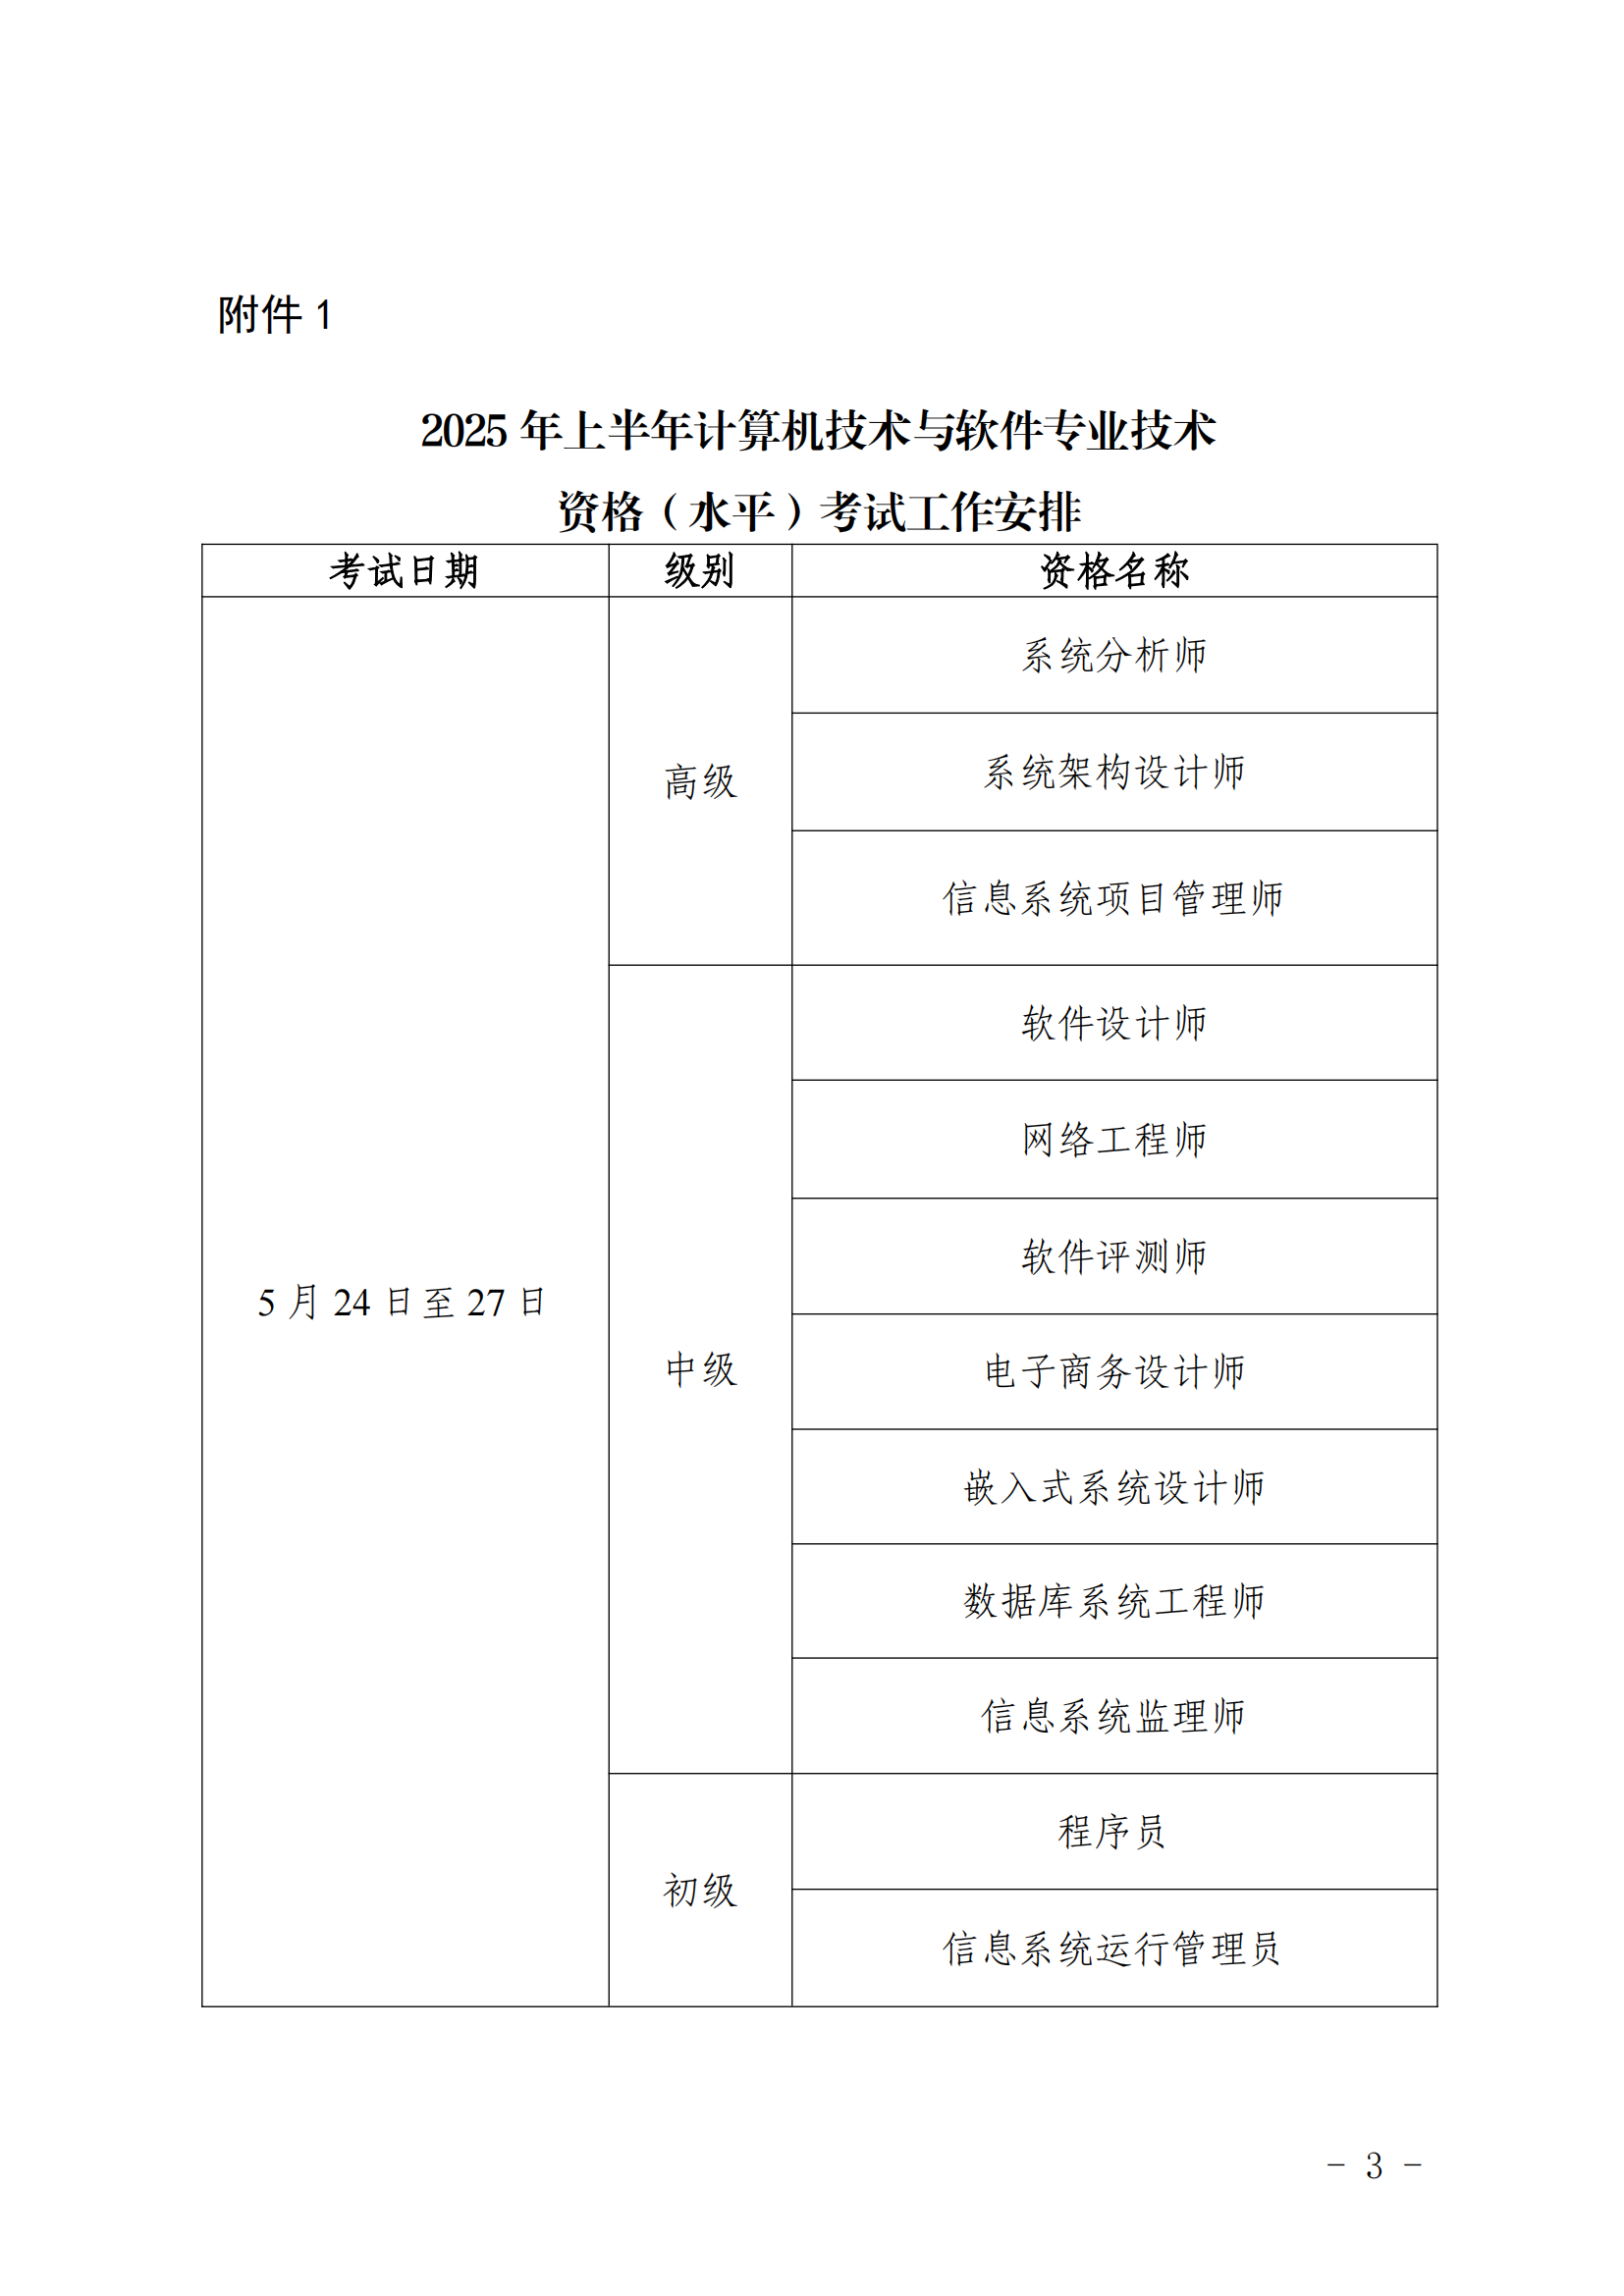 附件 1
2025 年上半年计算机技术与软件专业技术
资格（水平）考试工作安排
考试日期 级别 资格名称
5 月 24 日至 27 日
高级
系统分析师
系统架构设计师
信息系统项目管理师
中级
软件设计师
网络工程师
软件评测师
电子商务设计师
嵌入式系统设计师
数据库系统工程师
信息系统监理师
初级
程序员
信息系统运行管理员
- 3 -